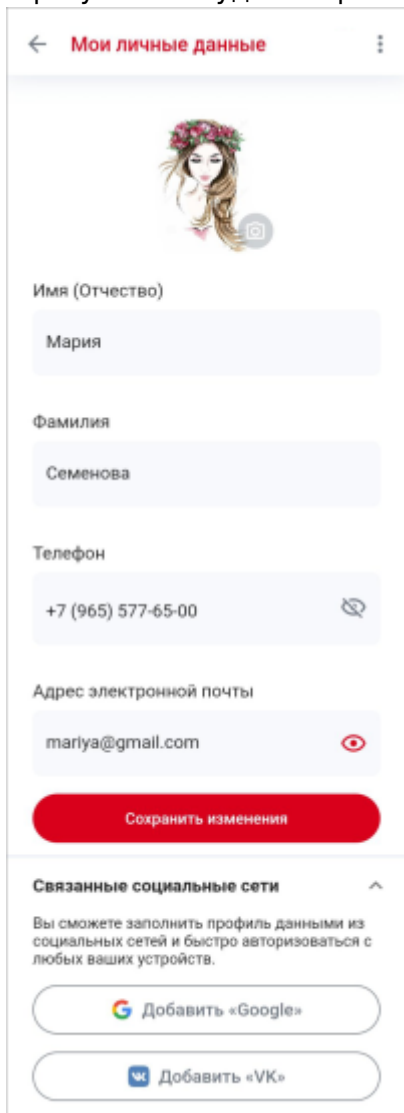 Мои личные данные
Имя (Отчество)
Мария
Фамилия
Семенова
Телефон
+7 (965) 577-65-00
Адрес электронной почты
mariya@gmail.com
Сохранить изменения
Связанные социальные сети
Вы сможете заполнить профиль данными из
социальных сетей и быстро авторизоваться с
любых ваших устройств.
Добавить «Google»
Добавить «VK»